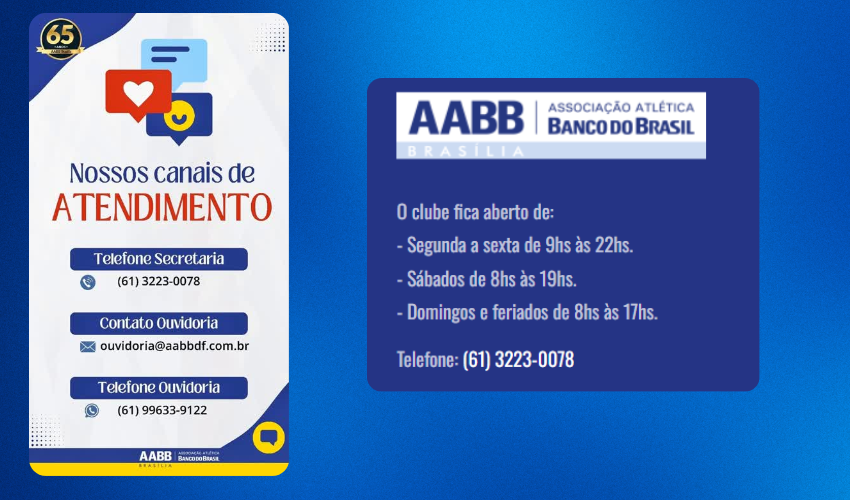 65
Nossos canais de
ATENDIMENTO
Telefone Secretaria
(61) 3223-0078
Contato Ouvidoria
ouvidoria@aabbdf.com.br
Telefone Ouvidoria
(61) 99633-9122
AABB
ASSOCIAÇÃO ATLÉTICA
BANCO DO BRASIL
BRASÍLIA
AABB
ASSOCIAÇÃO ATLÉTICA
BANCO DO BRASIL
BRASÍLIA
O clube fica aberto de:
- Segunda a sexta de 9hs às 22hs.
- Sábados de 8hs às 19hs.
- Domingos e feriados de 8hs às 17hs.
Telefone: (61) 3223-0078